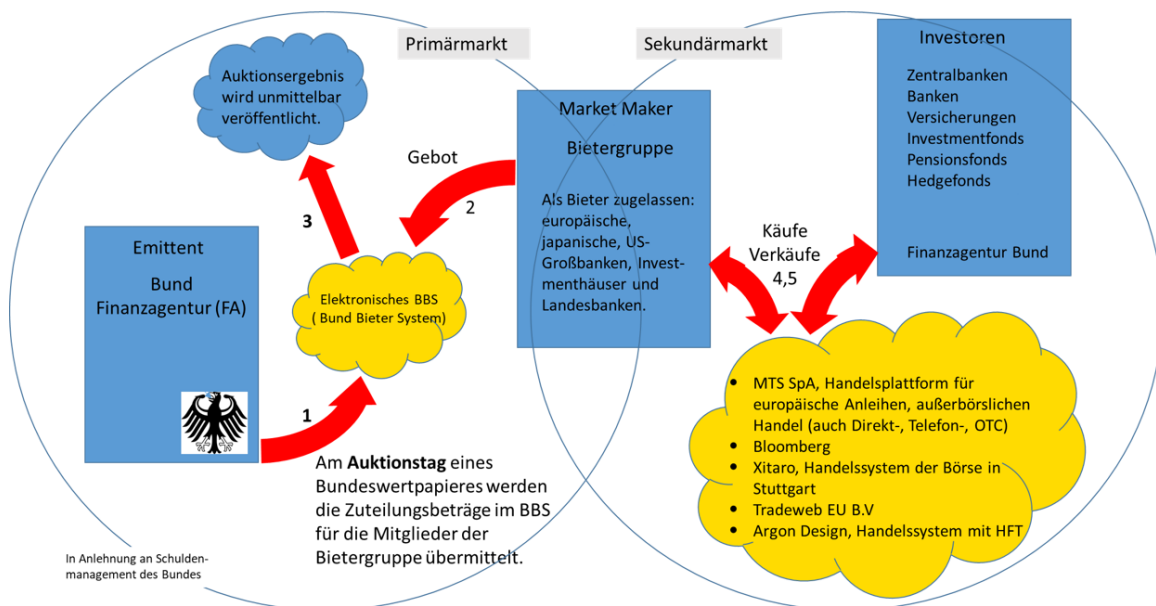 Primärmarkt
Sekundärmarkt
Auktionsergebnis
wird unmittelbar
veröffentlicht.
Gebot
2
3
Emittent
Bund
Finanzagentur (FA)
Elektronisches BBS
( Bund Bieter System)
1
Am Auktionstag eines
Bundeswertpapieres werden
die Zuteilungsbeträge im BBS
für die Mitglieder der
Bietergruppe übermittelt.
In Anlehnung an Schulden-
management des Bundes
Market Maker
Bietergruppe
Als Bieter zugelassen:
europäische,
japanische, US-
Großbanken, Invest-
menthäuser und
Landesbanken.
Käufe
Verkäufe
4,5
Investoren
Zentralbanken
Banken
Versicherungen
Investmentfonds
Pensionsfonds
Hedgefonds
Finanzagentur Bund
• MTS SpA, Handelsplattform für
europäische Anleihen, außerbörslichen
Handel (auch Direkt-, Telefon-, OTC)
• Bloomberg
• Xitaro, Handelssystem der Börse in
Stuttgart
• Tradeweb EU B.V
• Argon Design, Handelssystem mit HFT